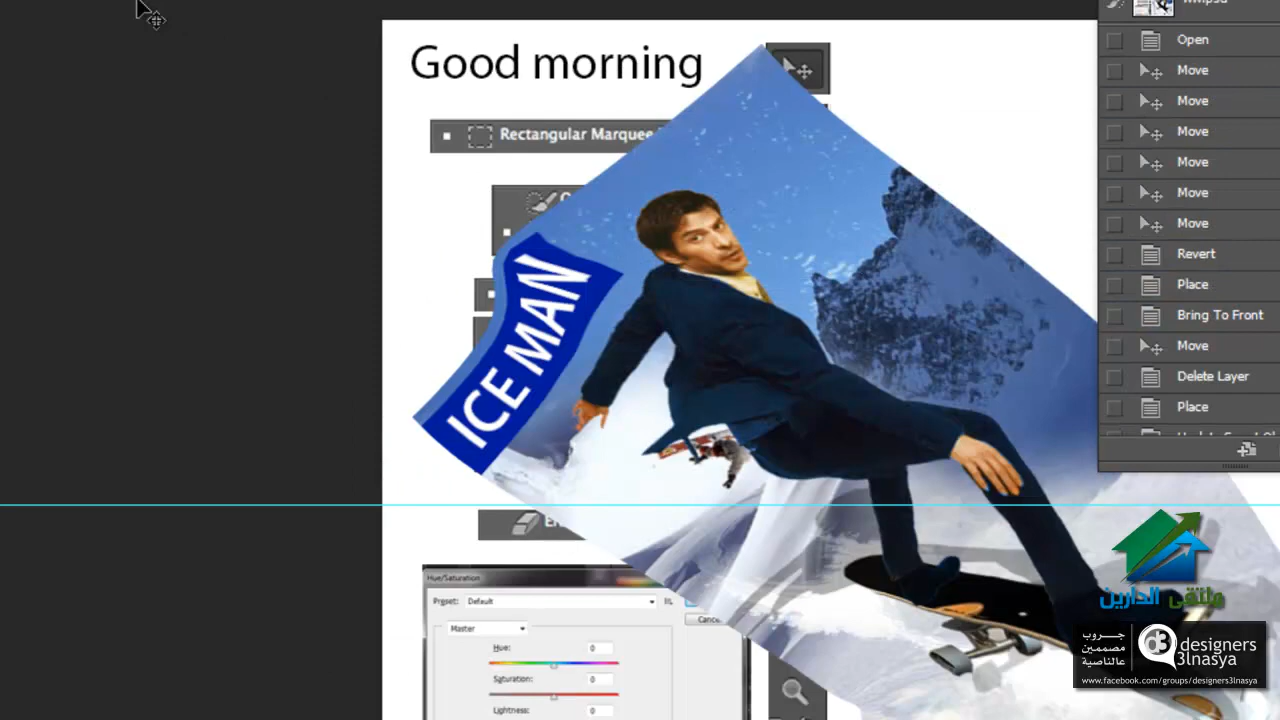 Good morning
Rectangular Marquee
ICE MAN
Open
Move
Move
Move
Move
Move
Move
Revert
Place
Bring To Front
Move
Delete Layer
Place
Hue/Saturation
Preset: Default
Master
Hue: 0
Saturation: 0
Lightness: 0
ملتقى الدارين
جروب
مصممين
عالناصية
d3
designers
3lnasya
www.facebook.com/groups/designers3lnasya